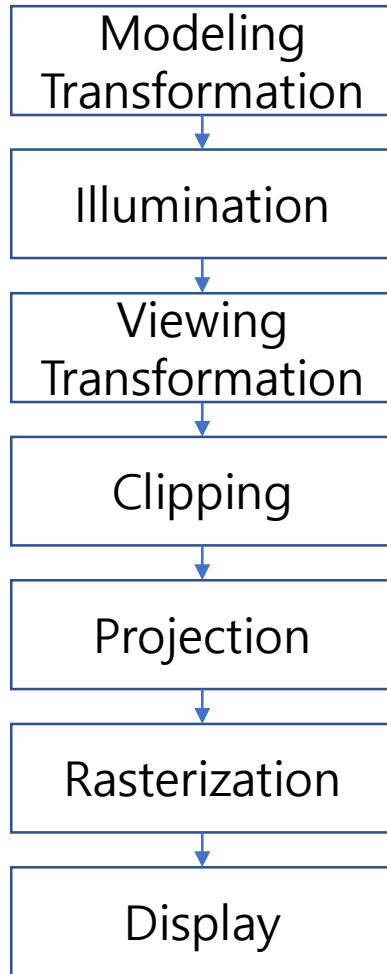 Modeling
Transformation
Illumination
Viewing
Transformation
Clipping
Projection
Rasterization
Display